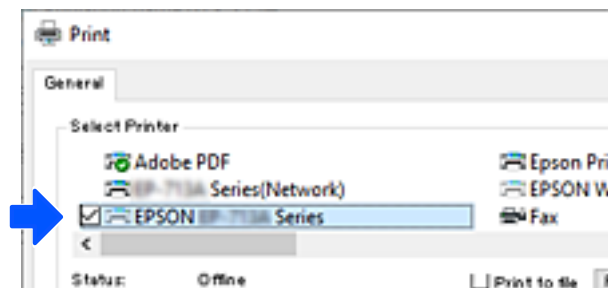 Print
General
Select Printer
Adobe PDF
Epson Pri
Series(Network)
EPSON W
EPSON Series
Fax
Status: Offline
Print to file